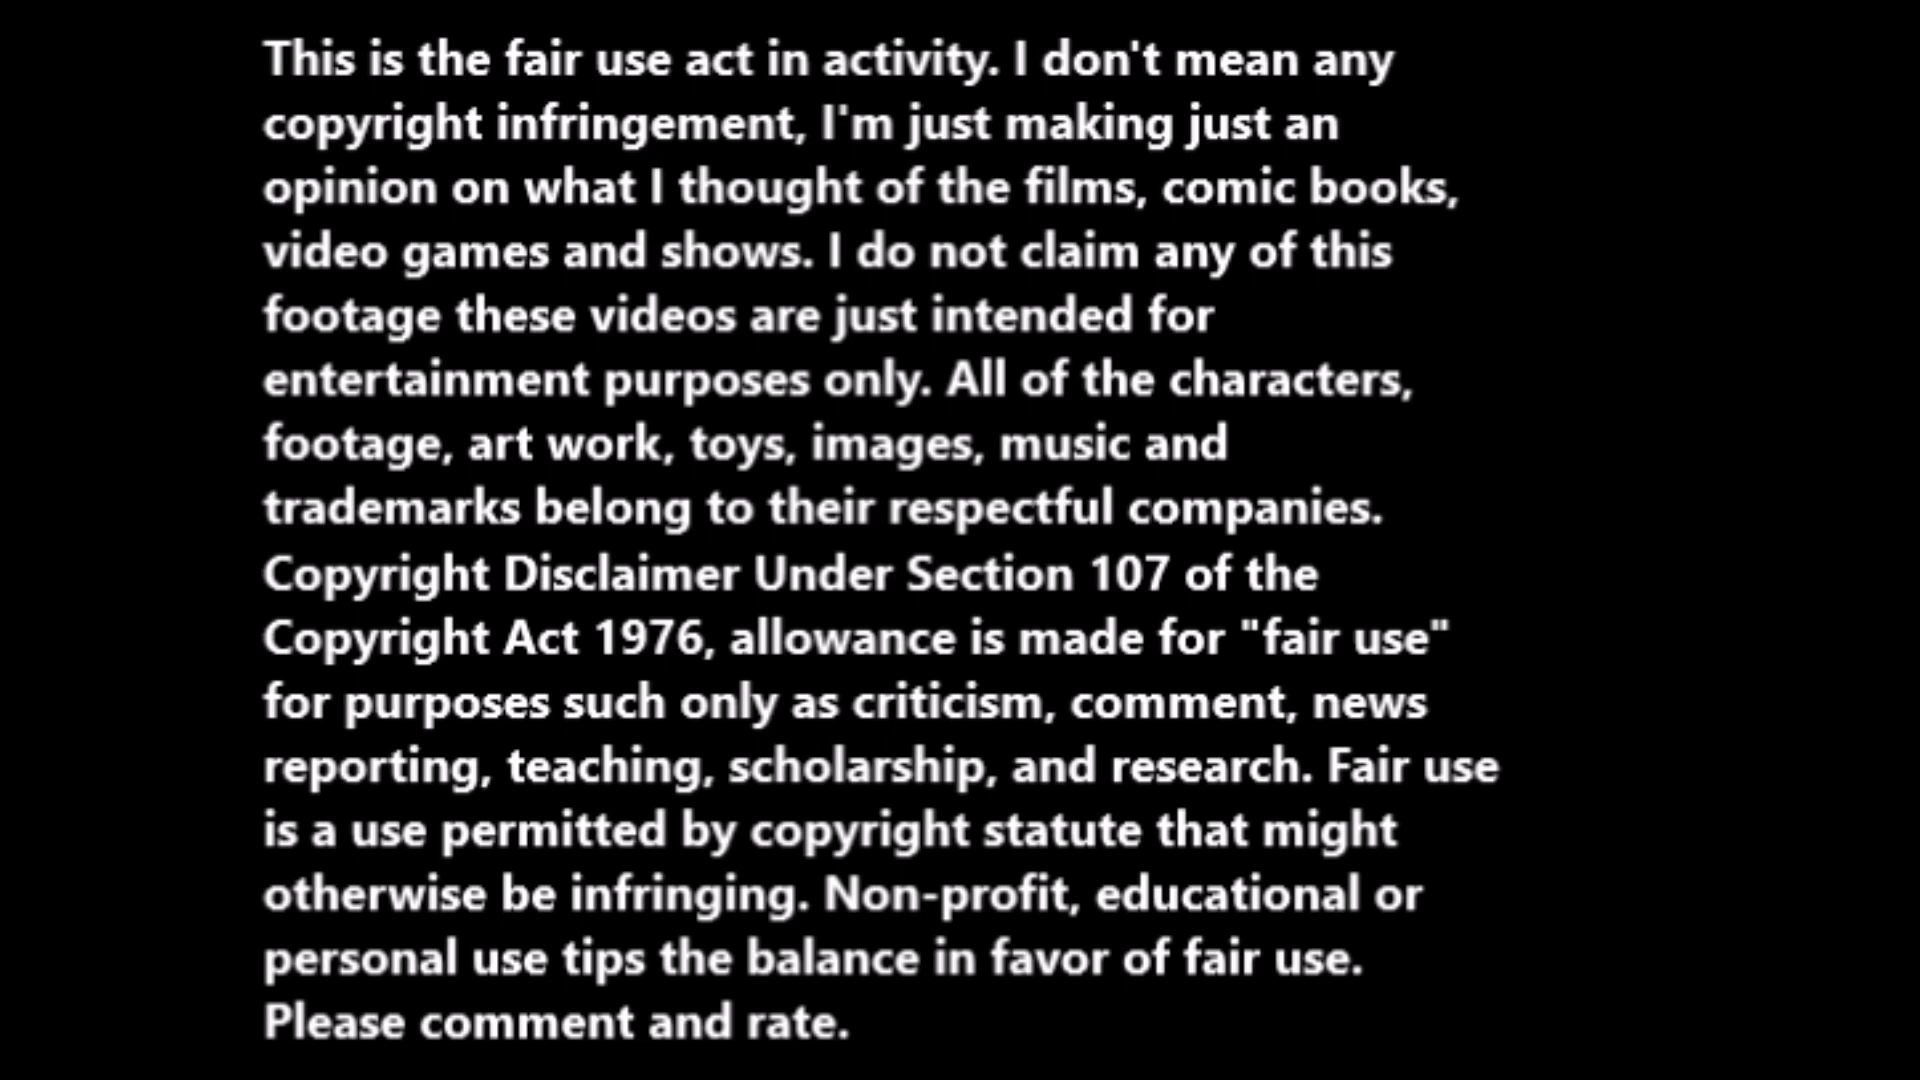 This is the fair use act in activity. I don't mean any
copyright infringement, I'm just making just an
opinion on what I thought of the films, comic books,
video games and shows. I do not claim any of this
footage these videos are just intended for
entertainment purposes only. All of the characters,
footage, art work, toys, images, music and
trademarks belong to their respectful companies.
Copyright Disclaimer Under Section 107 of the
Copyright Act 1976, allowance is made for "fair use"
for purposes such only as criticism, comment, news
reporting, teaching, scholarship, and research. Fair use
is a use permitted by copyright statute that might
otherwise be infringing. Non-profit, educational or
personal use tips the balance in favor of fair use.
Please comment and rate.